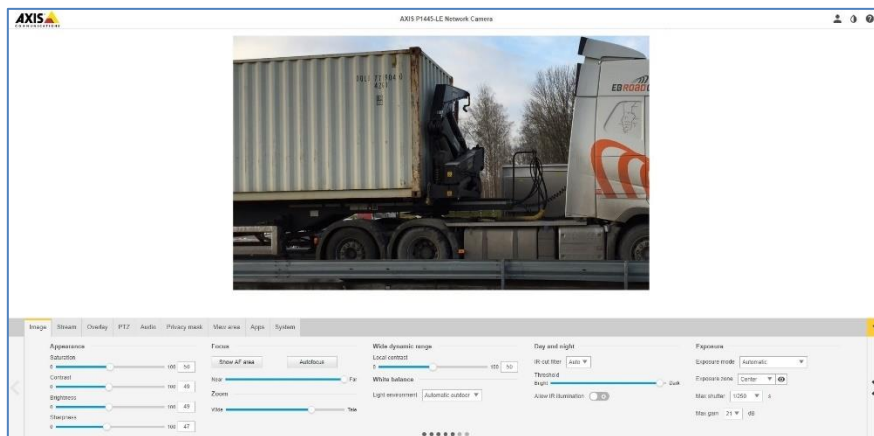 AXIS
COMMUNICATIONS
AXIS P1445-LE Network Camera
EBROAD
Image Stream Overlay PTZ Audio Privacy mask View area Apps System
Appearance
Saturation
0 100 50
Contrast
0 100
Brightness
0 100 49
Sharpness
0 100 47
Focus
Show AF area Autofocus
Near Far
Zoom
Wide Tele
Wide dynamic range
Local contrast
0 100 50
White balance
Light environment Automatic outdoor
Day and night
IR cut filter Auto
Threshold
Bright Dark
Allow IR illumination
Exposure
Exposure mode Automatic
Exposure zone Center
Max shutter 1/250 s
Max gain 21 dB